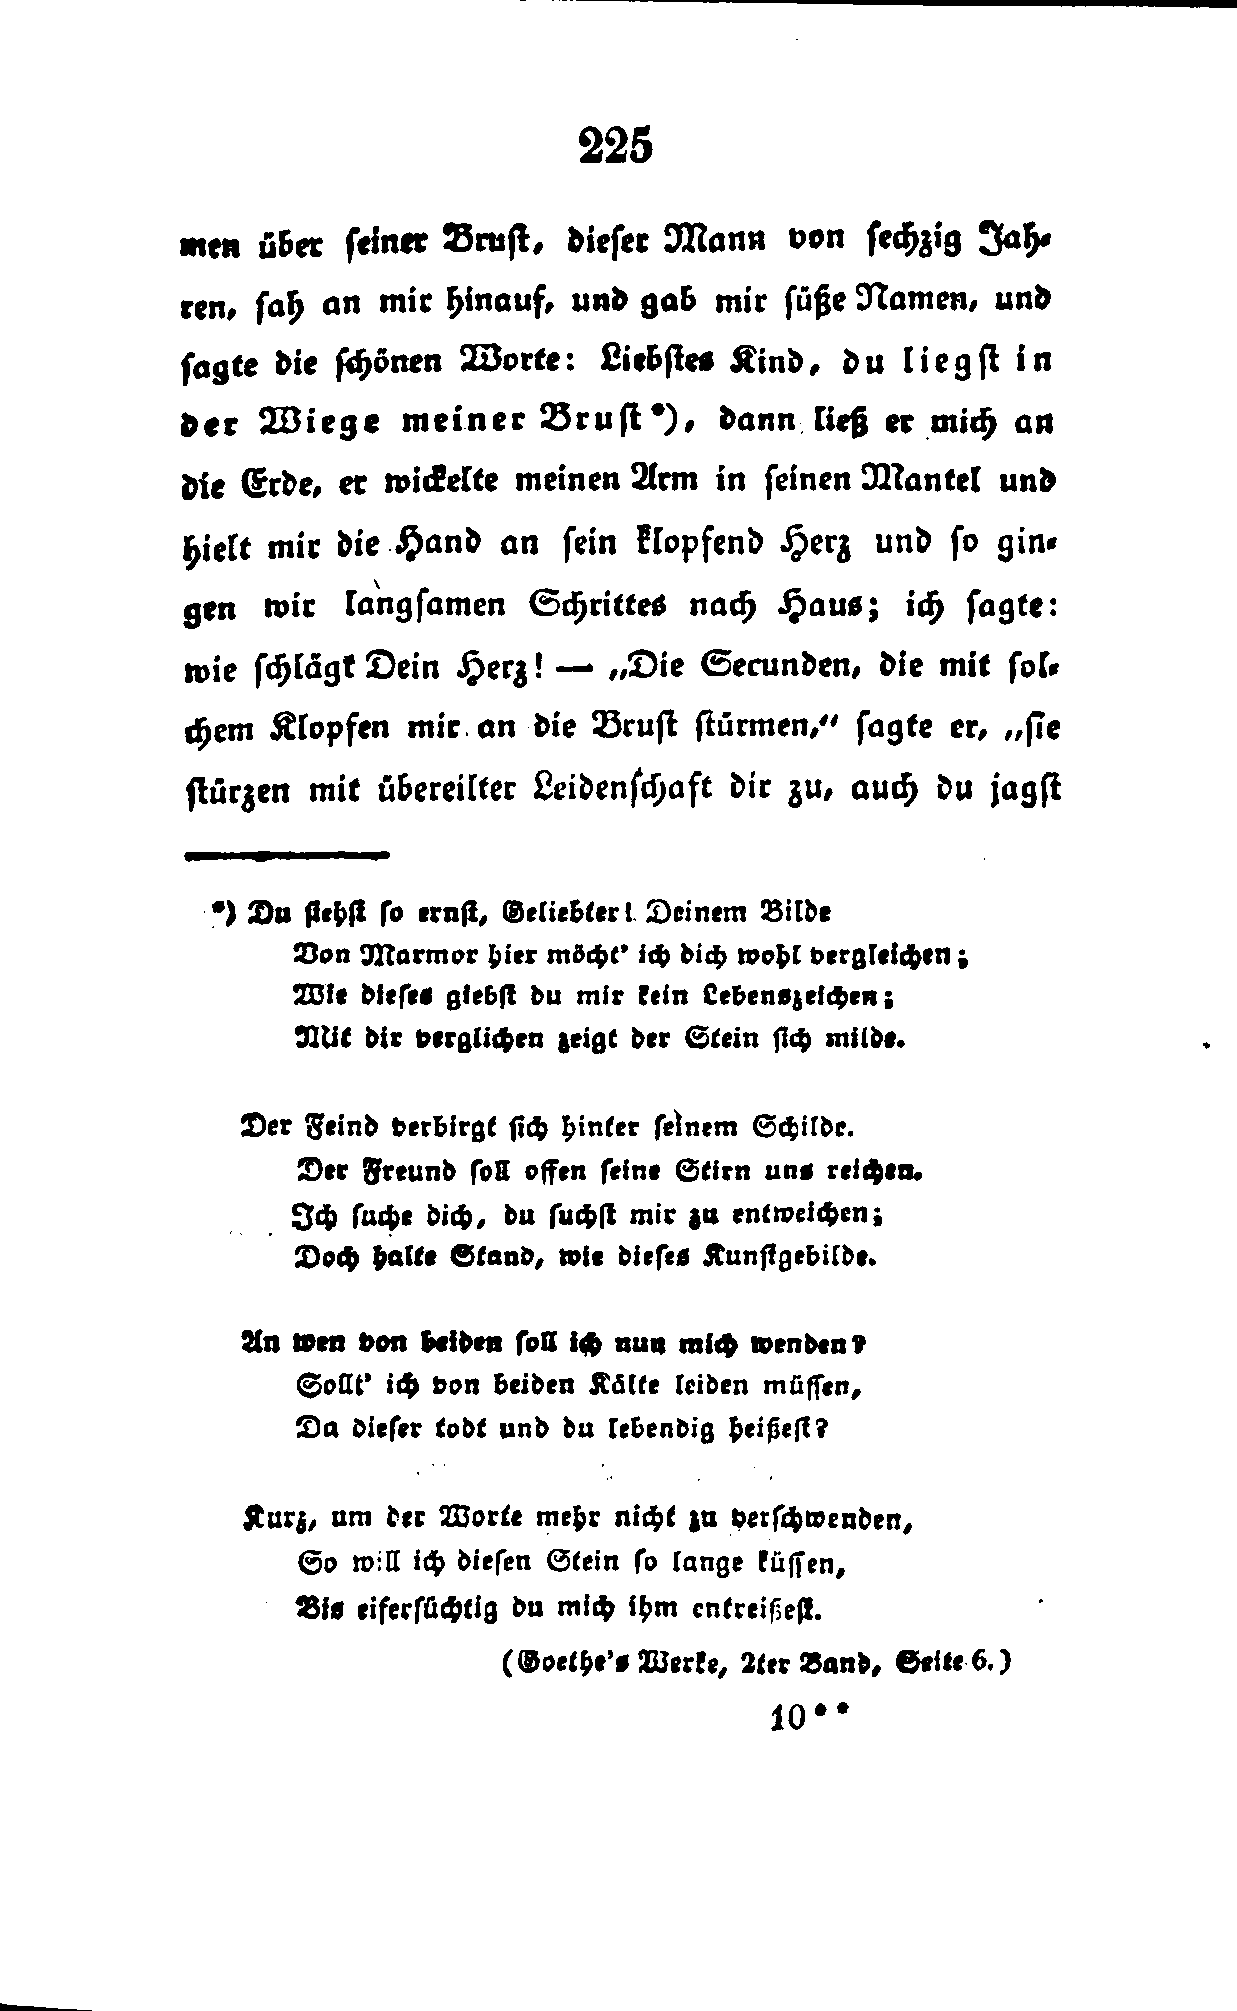 225
men über seiner Brust, dieser Mann von sechzig Jah-
ren, sah an mir hinauf, und gab mir süße Namen, und
sagte die schönen Worte: Liebstes Kind, du liegst in
der Wiege meiner Brust*), dann ließ er mich an
die Erde, er wickelte meinen Arm in seinen Mantel und
hielt mir die Hand an sein klopfend Herz und so gin-
gen wir langsamen Schrittes nach Haus; ich sagte:
wie schlägt Dein Herz! — „Die Secunden, die mit sol-
chem Klopfen mir an die Brust stürmen,“ sagte er, „sie
stürzen mit übereilter Leidenschaft dir zu, auch du jagst
*) Du siehst so ernst, Geliebter! Deinem Bilde
Von Marmor hier möcht' ich dich wohl vergleichen;
Wie dieses giebst du mir kein Lebenszeichen;
Mit dir verglichen zeigt der Stein sich milde.
Der Feind verbirgt sich hinter seinem Schilde.
Der Freund soll offen seine Stirn uns reichen.
Ich suche dich, du suchst mir zu entweichen;
Doch halte Stand, wie dieses Kunstgebilde.
An wen von beiden soll ich nun mich wenden?
Sollt' ich von beiden Kälte leiden müssen,
Da dieser todt und du lebendig heißest?
Kurz, um der Worte mehr nicht zu verschwenden,
So will ich diesen Stein so lange küssen,
Bis eifersüchtig du mich ihm entreißest.
(Goethe's Werke, 2ter Band, Seite 6.)
10**